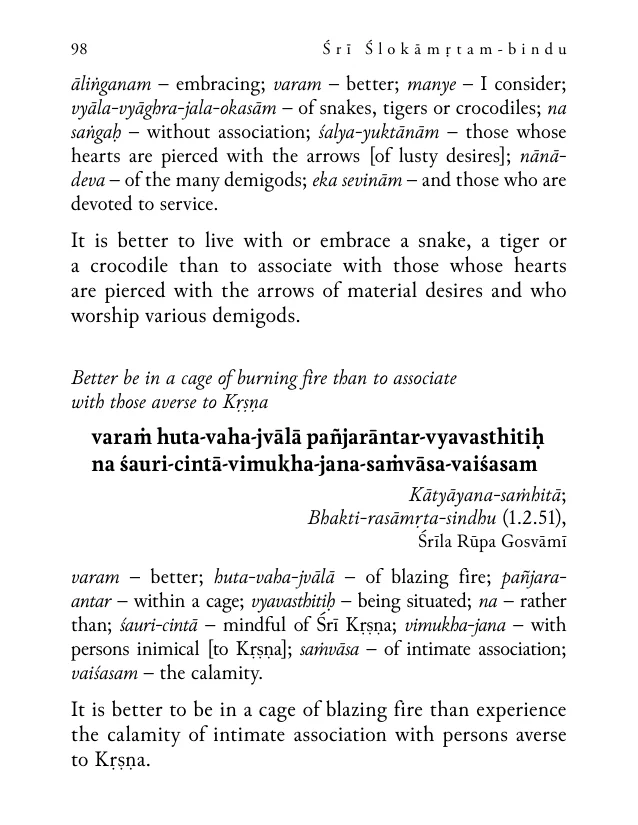 98
Śrī Ślokāmṛtam-bindu
āliṅganam – embracing; varam – better; manye – I consider;
vyāla-vyāghra-jala-okasām – of snakes, tigers or crocodiles; na
saṅgaḥ – without association; śalya-yuktānām – those whose
hearts are pierced with the arrows [of lusty desires]; nānā-
deva – of the many demigods; eka sevinām – and those who are
devoted to service.
It is better to live with or embrace a snake, a tiger or
a crocodile than to associate with those whose hearts
are pierced with the arrows of material desires and who
worship various demigods.
Better be in a cage of burning fire than to associate
with those averse to Kṛṣṇa
varaṁ huta-vaha-jvālā pañjarāntar-vyavasthitiḥ
na śauri-cintā-vimukha-jana-saṁvāsa-vaiśasam
Kātyāyana-saṁhitā;
Bhakti-rasāmṛta-sindhu (1.2.51),
Śrīla Rūpa Gosvāmī
varam – better; huta-vaha-jvālā – of blazing fire; pañjara-
antar – within a cage; vyavasthitiḥ – being situated; na – rather
than; śauri-cintā – mindful of Śrī Kṛṣṇa; vimukha-jana – with
persons inimical [to Kṛṣṇa]; saṁvāsa – of intimate association;
vaiśasam – the calamity.
It is better to be in a cage of blazing fire than experience
the calamity of intimate association with persons averse
to Kṛṣṇa.